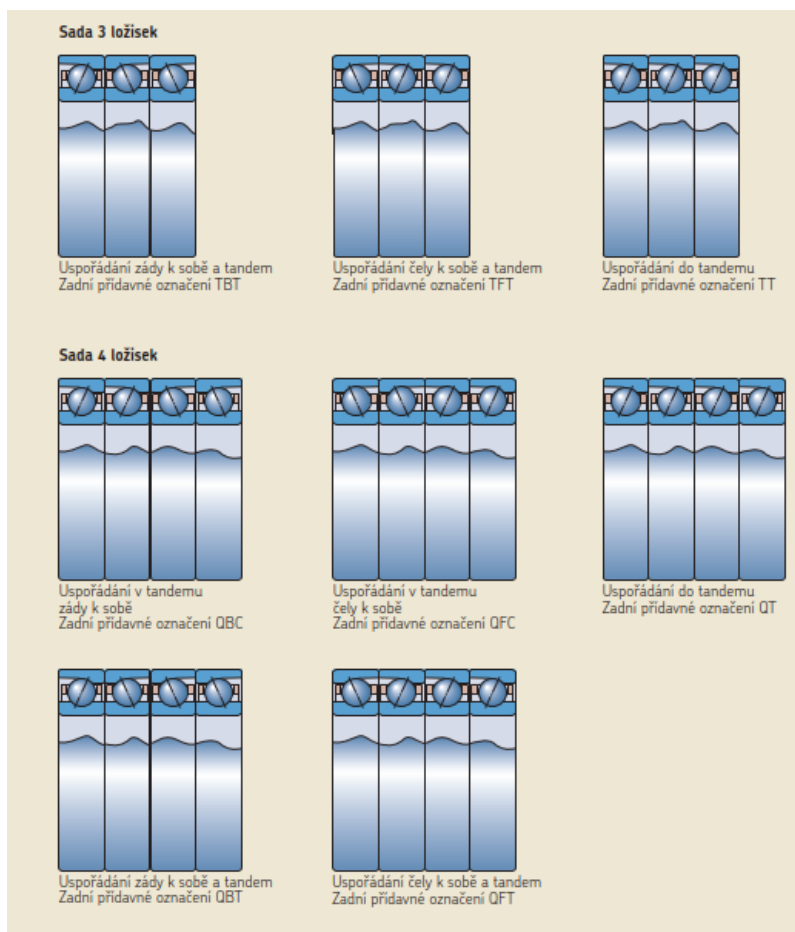 Sada 3 ložisek
Uspořádání zády k sobě a tandem
Zadní přídavné označení TBT
Uspořádání čely k sobě a tandem
Zadní přídavné označení TFT
Uspořádání do tandemu
Zadní přídavné označení TT
Sada 4 ložisek
Uspořádání v tandemu
zády k sobě
Zadní přídavné označení QBC
Uspořádání v tandemu
čely k sobě
Zadní přídavné označení QFC
Uspořádání do tandemu
Zadní přídavné označení QT
Uspořádání zády k sobě a tandem
Zadní přídavné označení QBT
Uspořádání čely k sobě a tandem
Zadní přídavné označení QFT